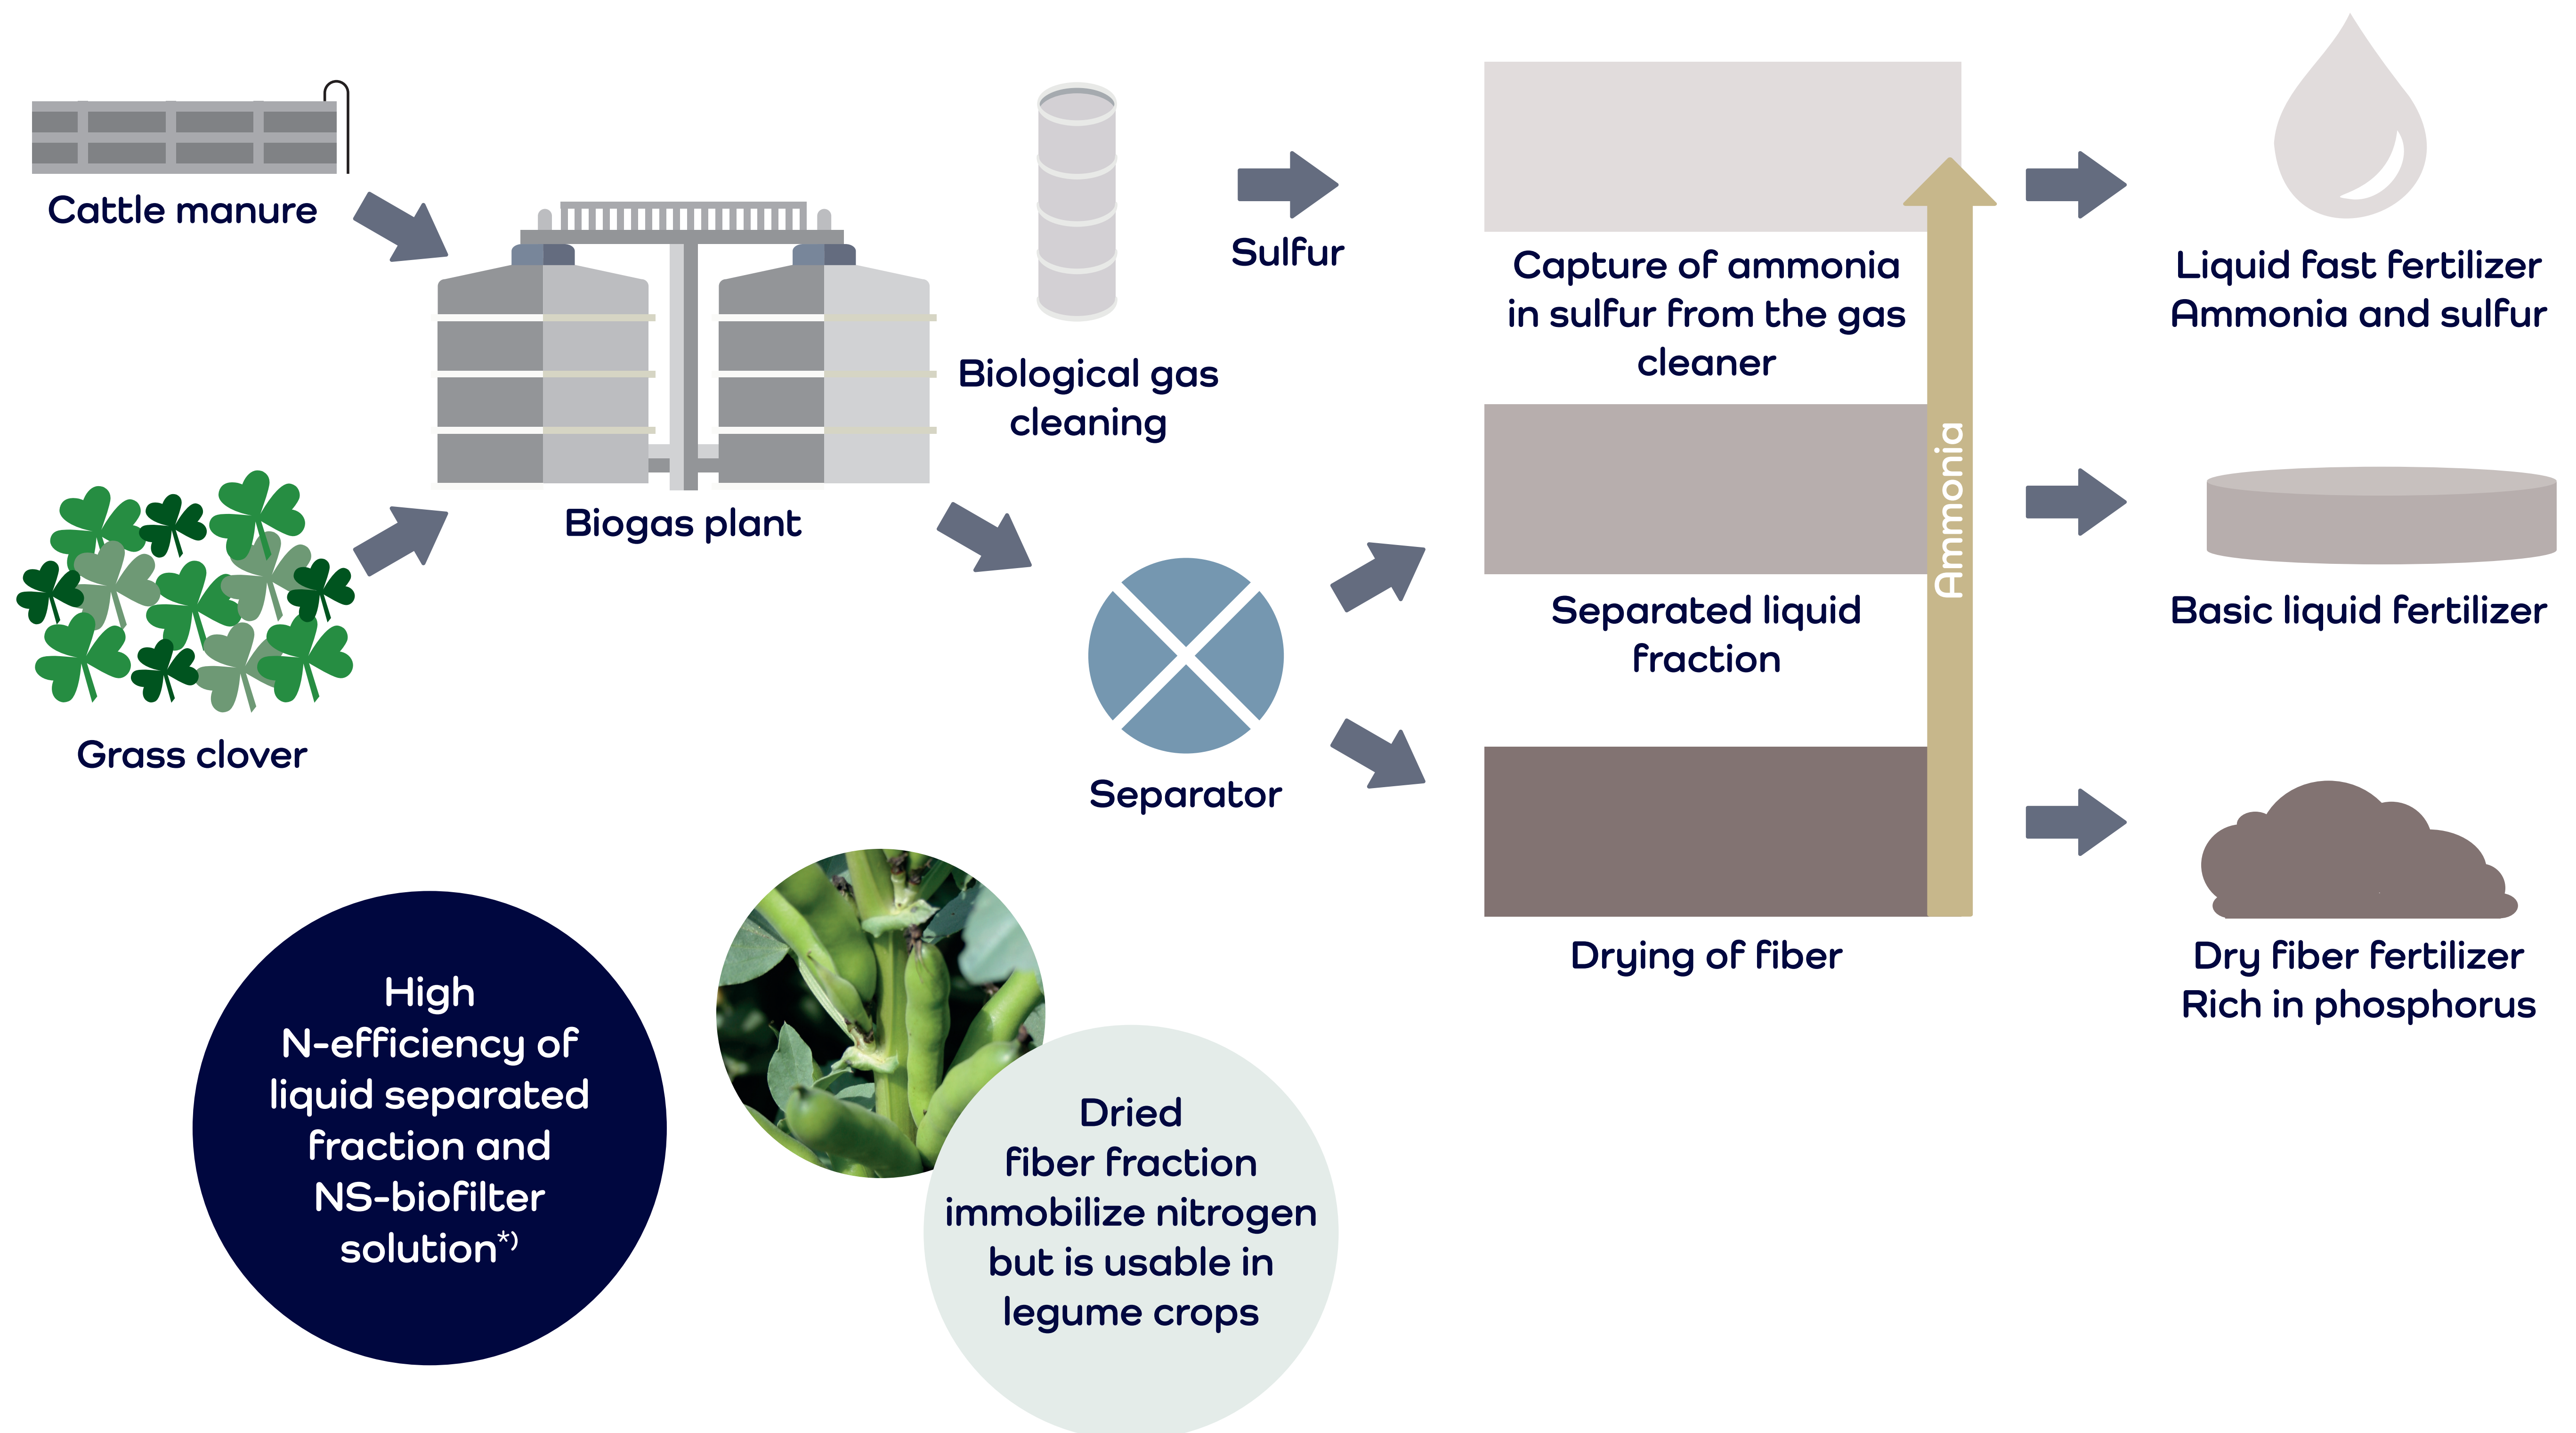 Cattle manure
Grass clover
Biogas plant
Biological gas
cleaning
Sulfur
Separator
Capture of ammonia
in sulfur from the gas
cleaner
Separated liquid
fraction
Drying of fiber
Ammonia
Liquid fast fertilizer
Ammonia and sulfur
Basic liquid fertilizer
Dry fiber fertilizer
Rich in phosphorus
High
N-efficiency of
liquid separated
fraction and
NS-biofilter
solution*)
Dried
fiber fraction
immobilize nitrogen
but is usable in
legume crops